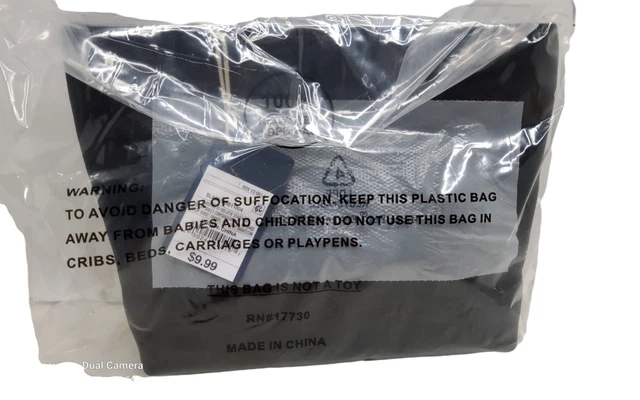 100
WARNING:
TO AVOID DANGER OF SUFFOCATION, KEEP THIS PLASTIC BAG
AWAY FROM BABIES AND CHILDREN. DO NOT USE THIS BAG IN
CRIBS, BEDS, CARRIAGES OR PLAYPENS.
$9.99
THIS BAG IS NOT A TOY
RN#17730
MADE IN CHINA
Dual Camera